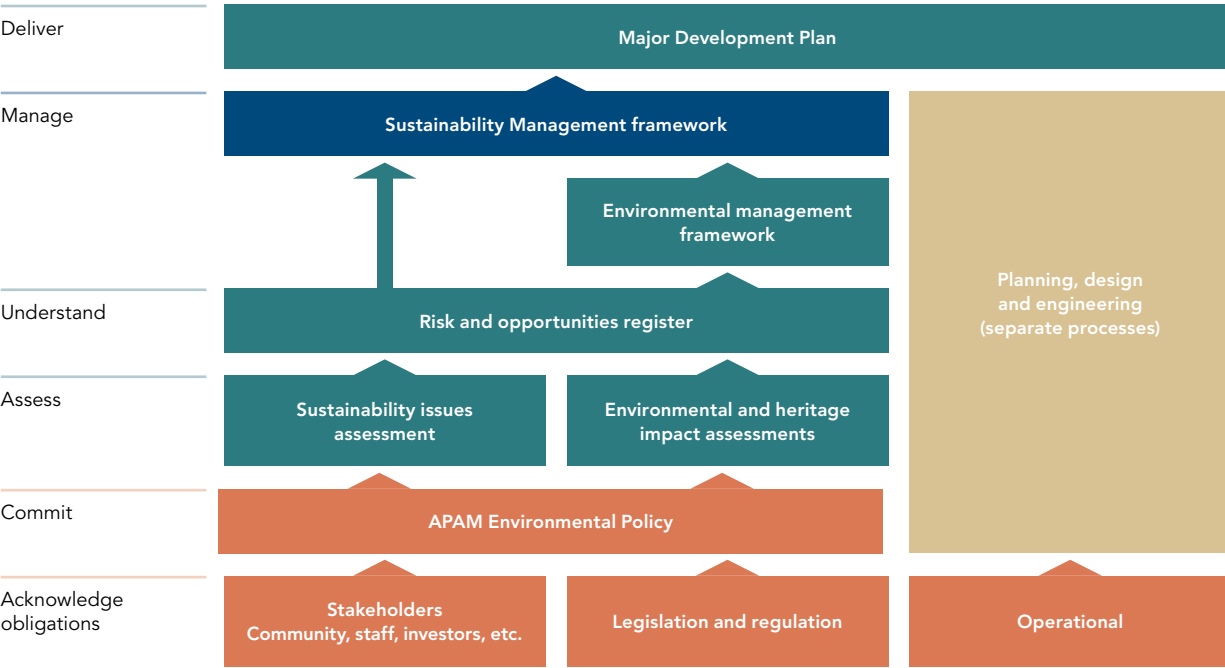 Deliver
Major Development Plan
Manage
Sustainability Management framework
Environmental management
framework
Planning, design
and engineering
(separate processes)
Understand
Risk and opportunities register
Assess
Sustainability issues
assessment
Environmental and heritage
impact assessments
Commit
APAM Environmental Policy
Acknowledge
obligations
Stakeholders
Community, staff, investors, etc.
Legislation and regulation
Operational